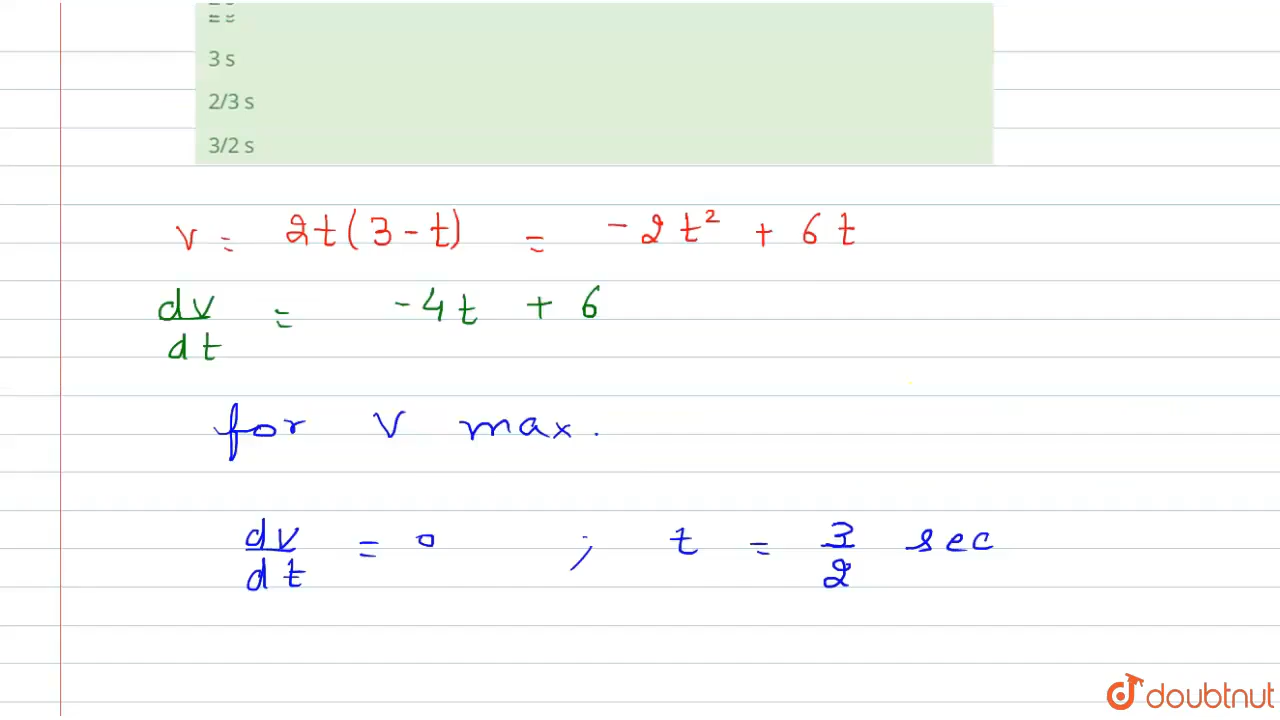 3 s
2/3 s
3/2 s
v = 2t(3-t) = -2t² + 6t
dv/dt = -4t + 6
for v max.
dv/dt = 0 ; t = 3/2 sec
doubtnut